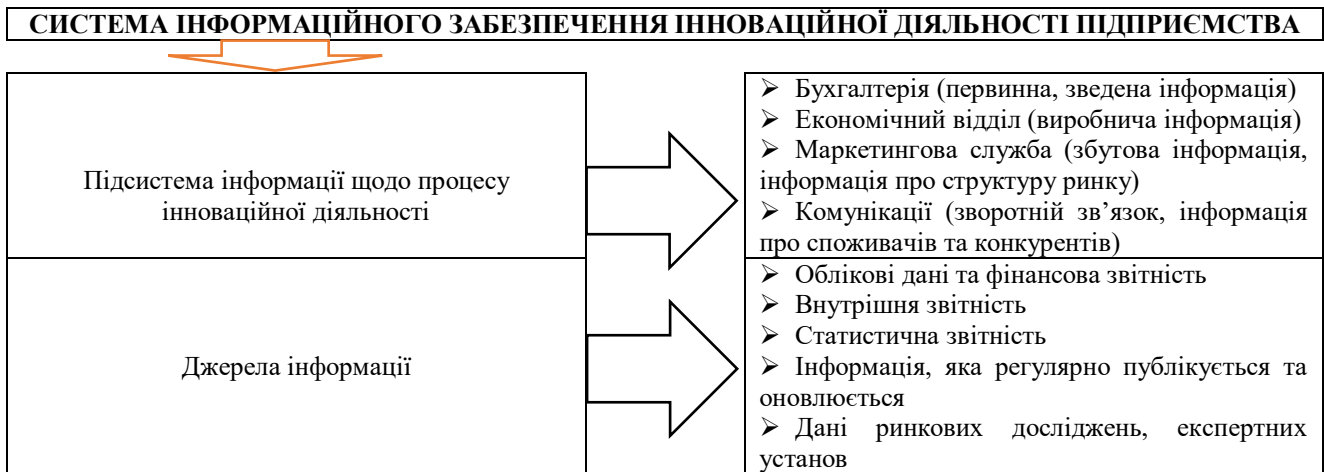 СИСТЕМА ІНФОРМАЦІЙНОГО ЗАБЕЗПЕЧЕННЯ ІННОВАЦІЙНОЇ ДІЯЛЬНОСТІ ПІДПРИЄМСТВА
Підсистема інформації щодо процесу
інноваційної діяльності
➢ Бухгалтерія (первинна, зведена інформація)
➢ Економічний відділ (виробнича інформація)
➢ Маркетингова служба (збутова інформація,
інформація про структуру ринку)
➢ Комунікації (зворотній зв’язок, інформація
про споживачів та конкурентів)
Джерела інформації
➢ Облікові дані та фінансова звітність
➢ Внутрішня звітність
➢ Статистична звітність
➢ Інформація, яка регулярно публікується та
оновлюється
➢ Дані ринкових досліджень, експертних
установ